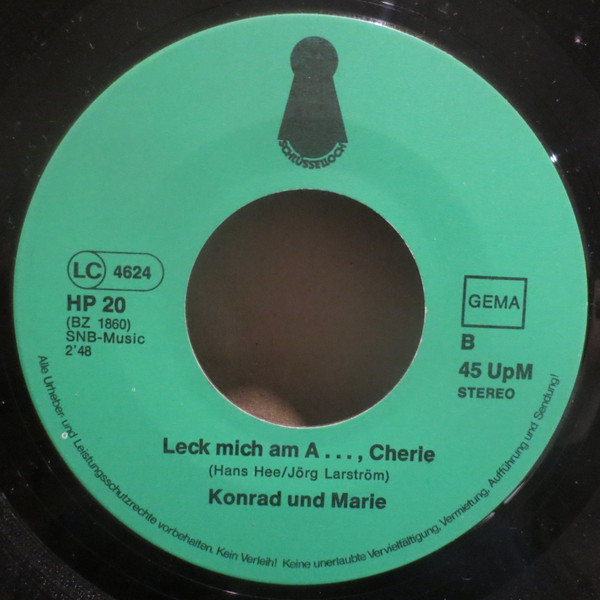 SCHLÜSSELLOCH
LC 4624
HP 20
(BZ 1860)
SNB-Music
2'48
GEMA
B
45 UpM
STEREO
Leck mich am A . . . , Cherie
(Hans Hee/Jörg Larström)
Konrad und Marie
Alle Urheber- und Leistungsschutzrechte vorbehalten. Kein Verleih! Keine unerlaubte Vervielfältigung, Vermietung, Aufführung und Sendung!